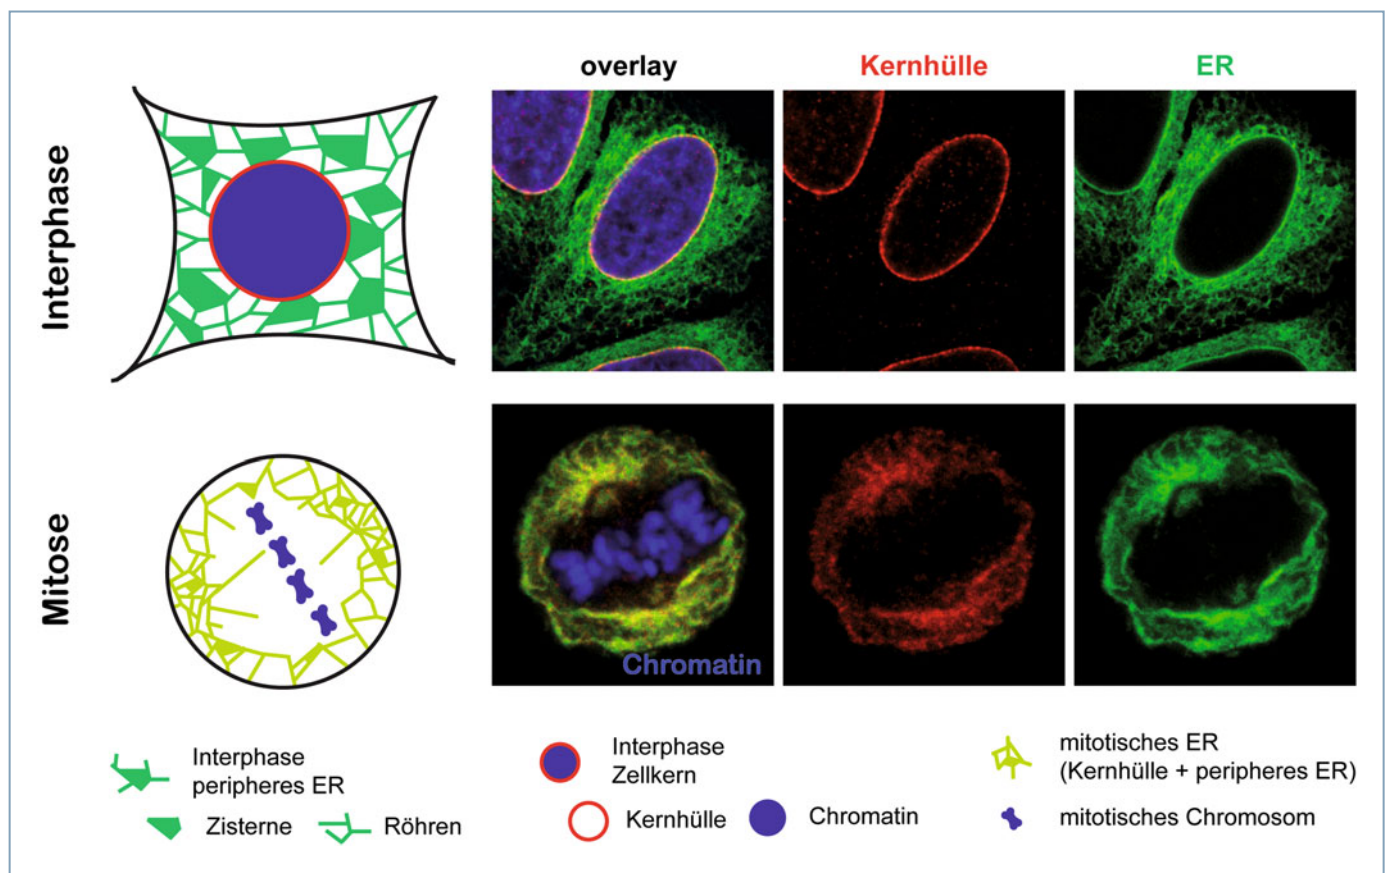 overlay
Kernhülle
ER
Interphase
Mitose
Chromatin
Interphase
peripheres ER
Zisterne
Röhren
Interphase
Zellkern
Kernhülle
Chromatin
mitotisches ER
(Kernhülle + peripheres ER)
mitotisches Chromosom